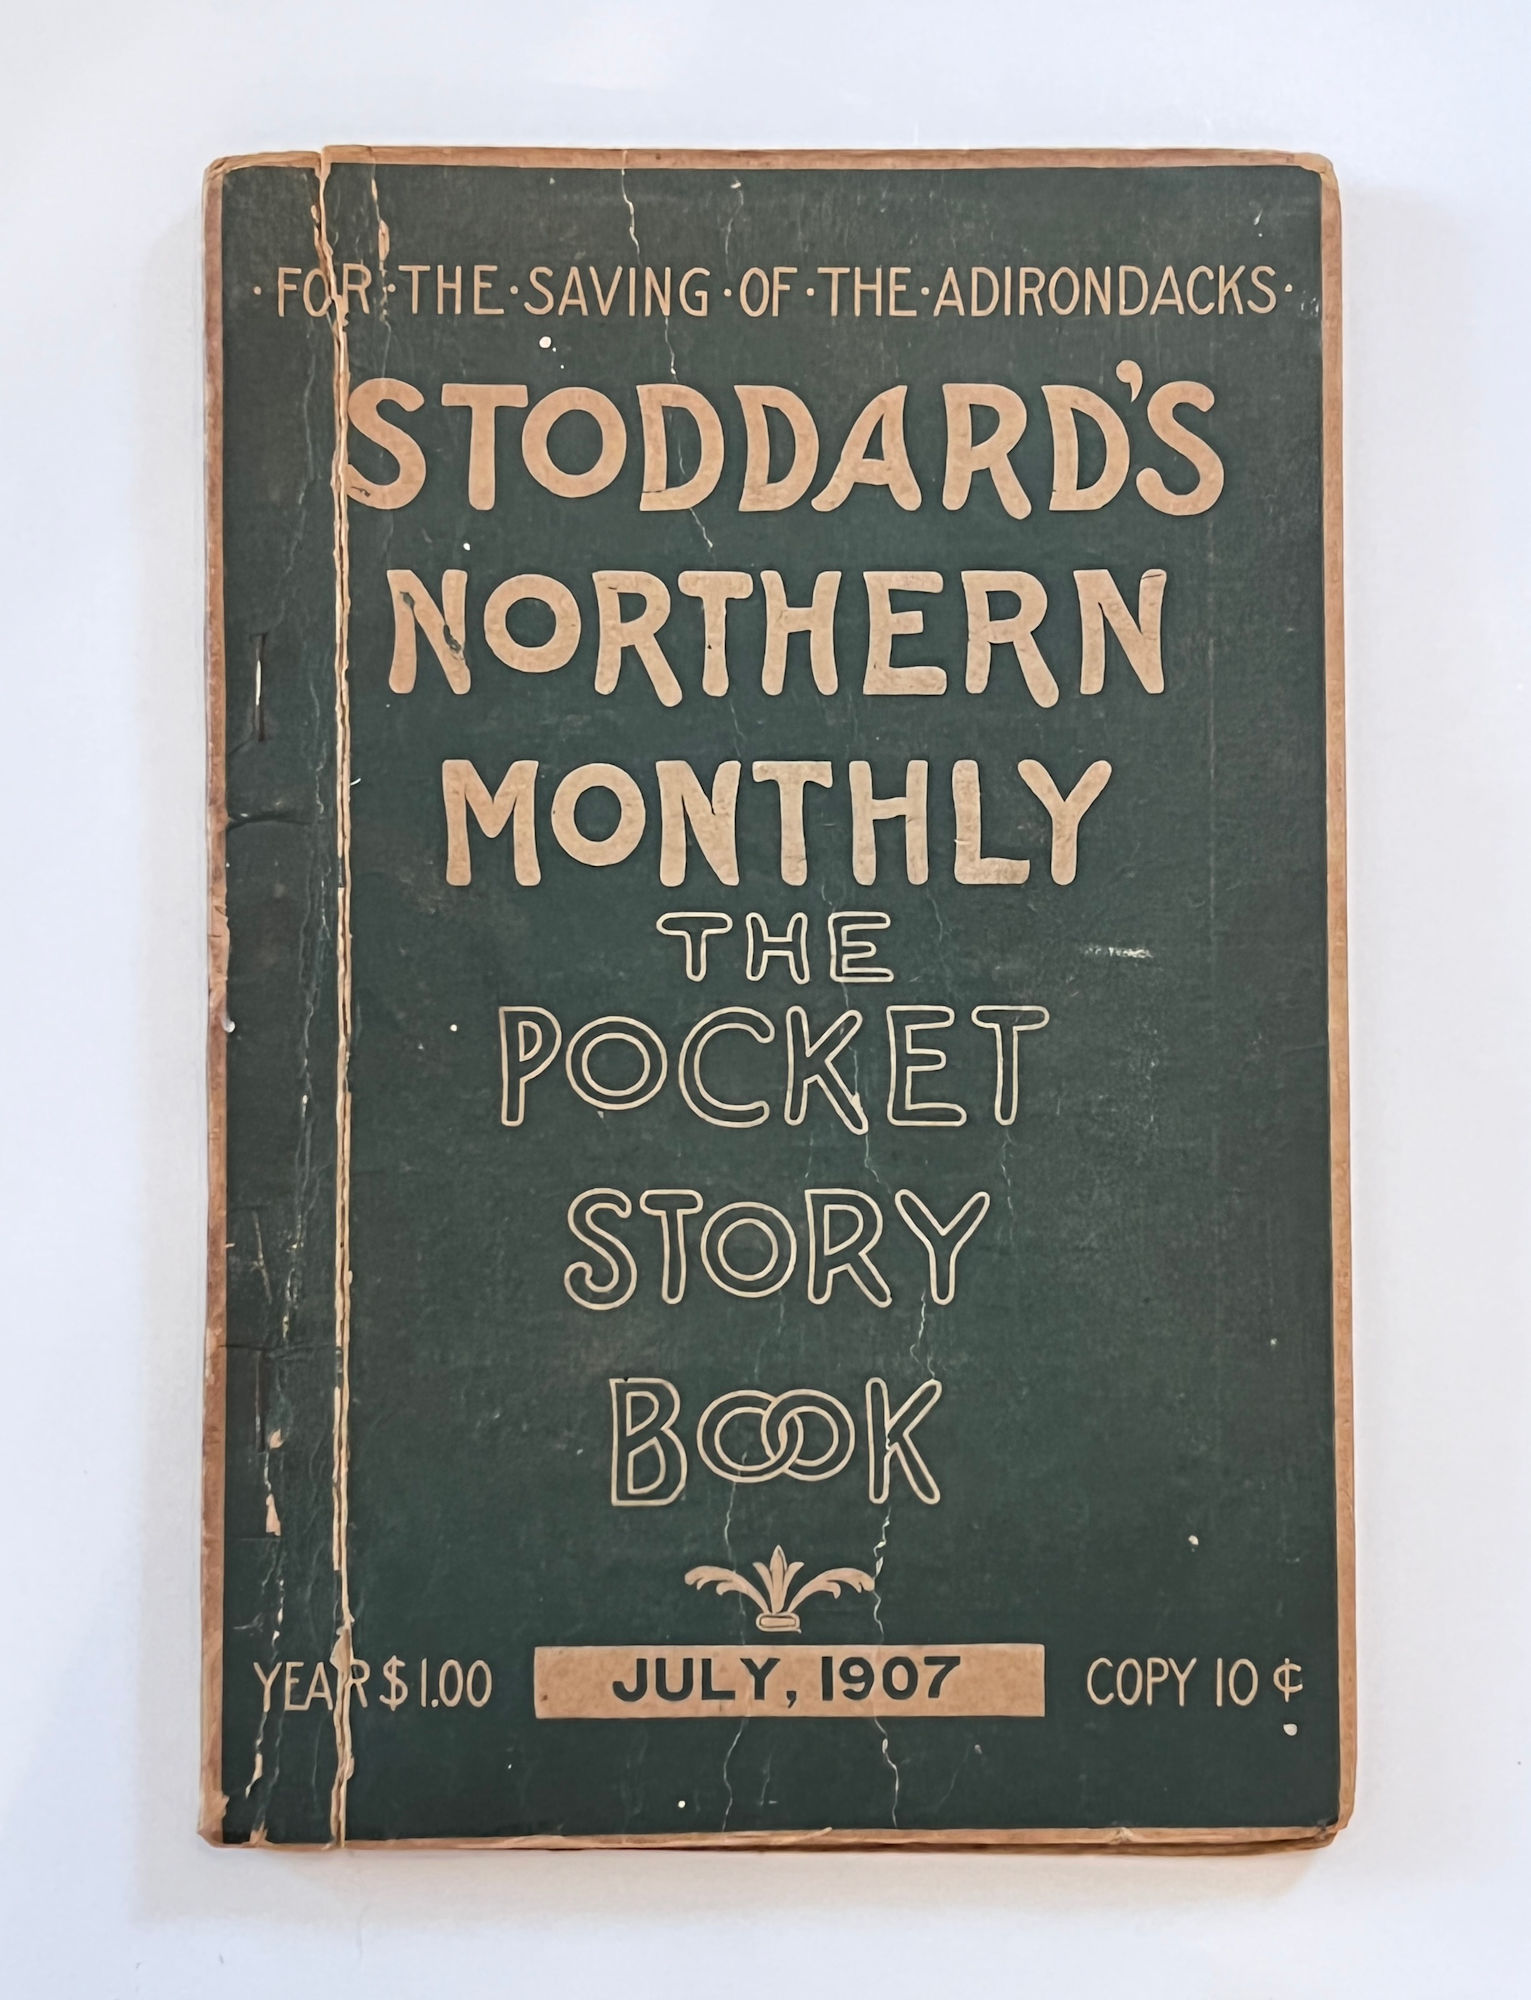 ·FOR·THE·SAVING·OF·THE·ADIRONDACKS·
STODDARD'S
NORTHERN
MONTHLY
THE
POCKET
STORY
BOOK
YEAR $1.00 JULY, 1907 COPY 10 ¢